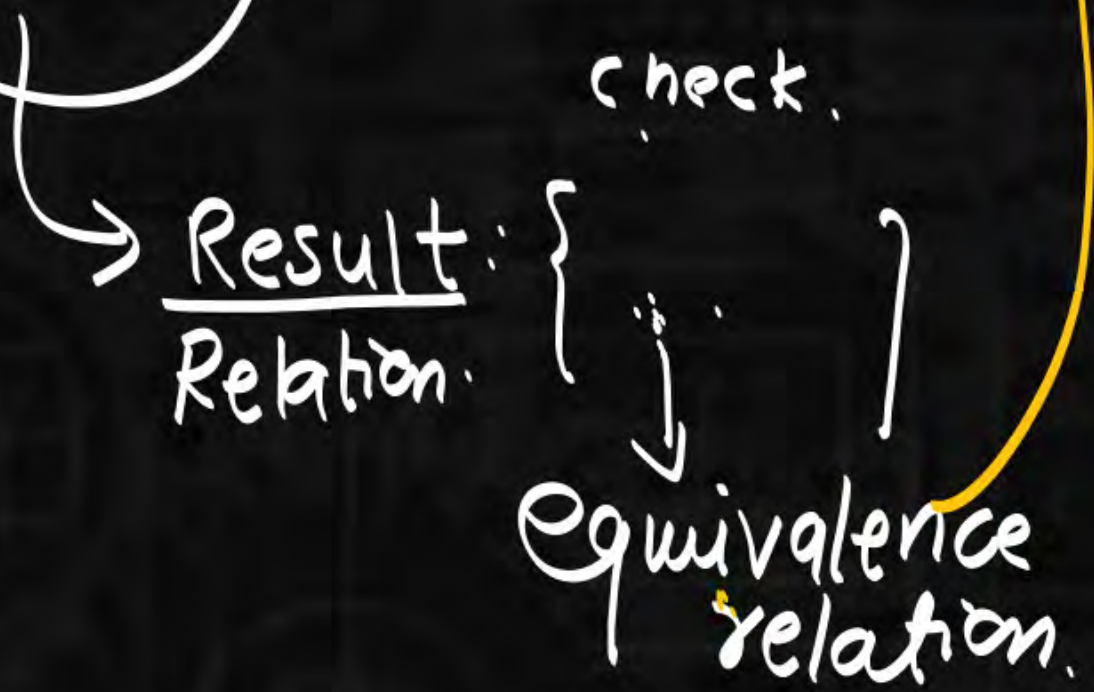 check.
Result: { }
Relation.
equivalence
relation.